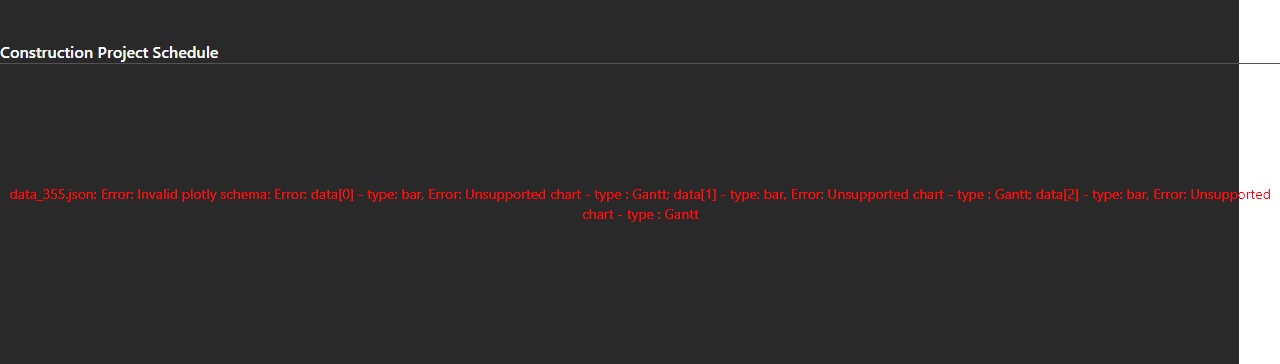 Construction Project Schedule
data_355.json: Error: Invalid plotly schema: Error: data[0] - type: bar, Error: Unsupported chart - type : Gantt; data[1] - type: bar, Error: Unsupported chart - type : Gantt; data[2] - type: bar, Error: Unsupported
chart - type : Gantt